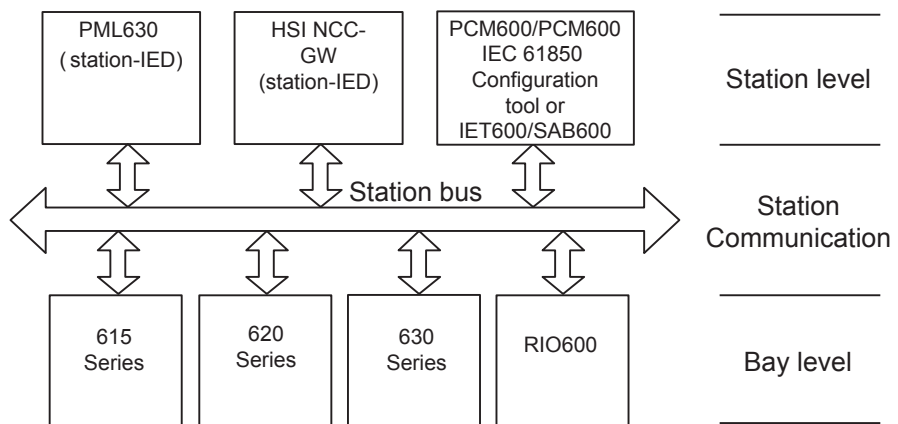 PML630
( station-IED)
HSI NCC-
GW
(station-IED)
PCM600/PCM600
IEC 61850
Configuration
tool or
IET600/SAB600
Station level
Station bus
Station
Communication
615
Series
620
Series
630
Series
RIO600
Bay level